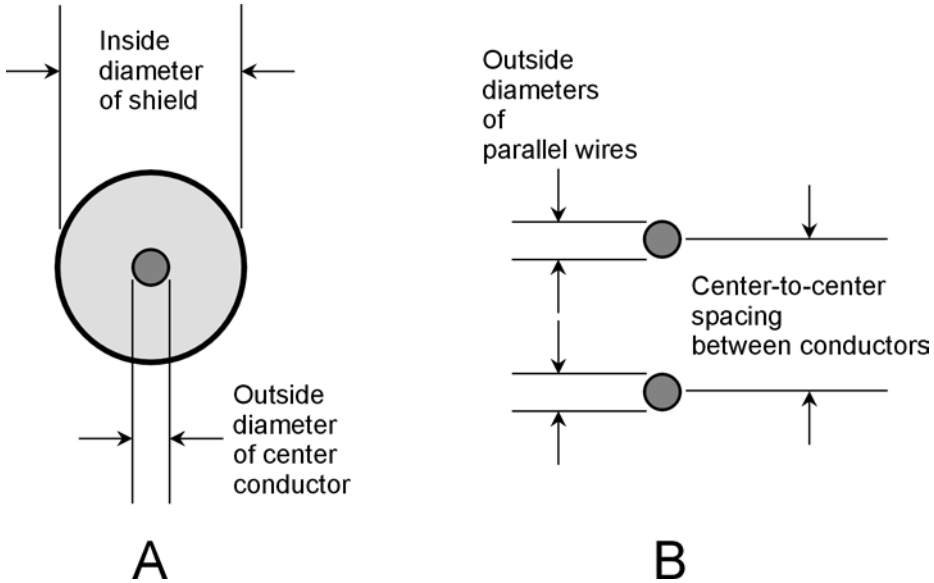 Inside
diameter
of shield
Outside
diameter
of center
conductor
A
Outside
diameters
of
parallel wires
Center-to-center
spacing
between conductors
B